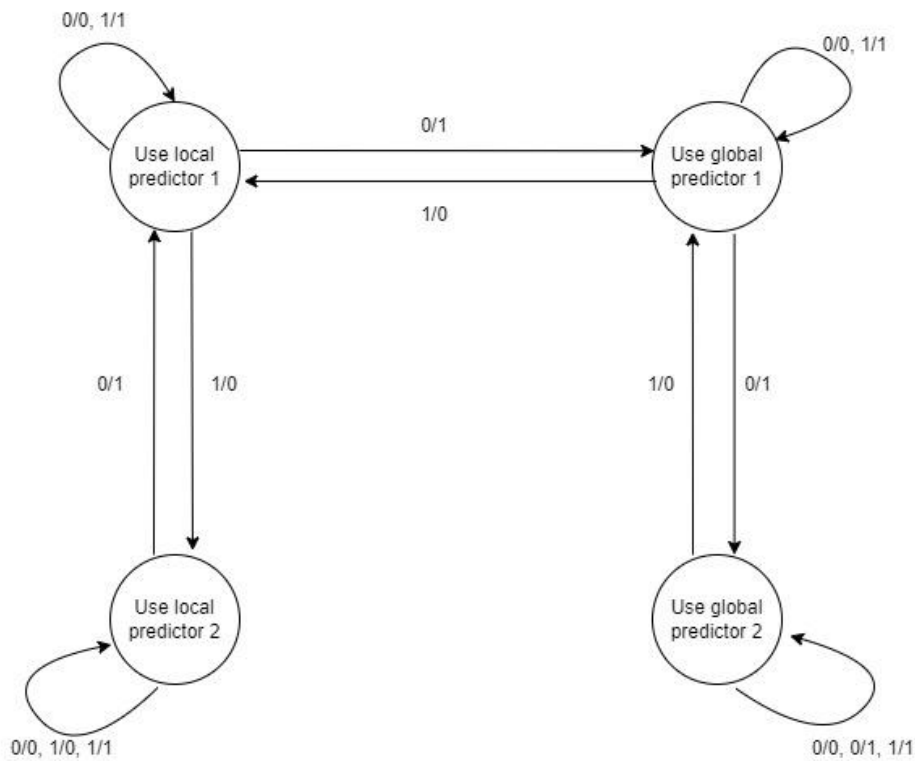 0/0, 1/1
0/0, 1/1
0/1
Use local
predictor 1
Use global
predictor 1
1/0
0/1
1/0
1/0
0/1
Use local
predictor 2
Use global
predictor 2
0/0, 1/0, 1/1
0/0, 0/1, 1/1